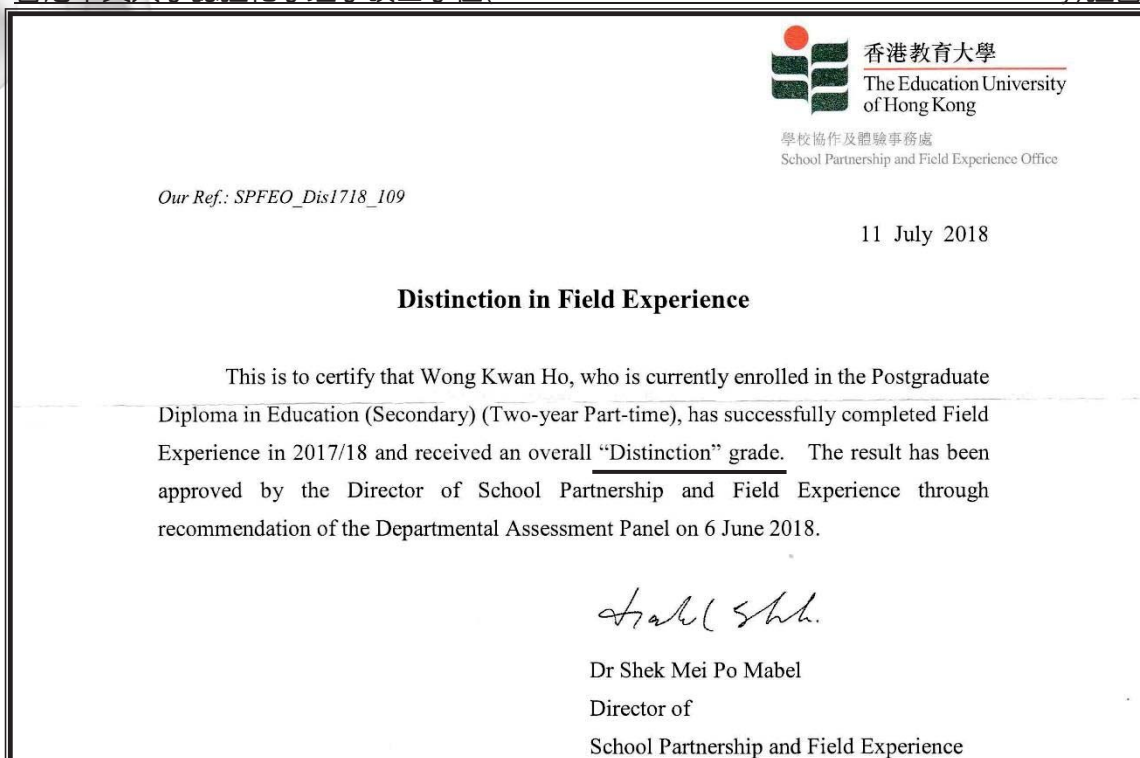 香港教育大學
The Education University
of Hong Kong
學校協作及體驗事務處
School Partnership and Field Experience Office
Our Ref.: SPFEO_Dis1718_109
11 July 2018
Distinction in Field Experience
This is to certify that Wong Kwan Ho, who is currently enrolled in the Postgraduate
Diploma in Education (Secondary) (Two-year Part-time), has successfully completed Field
Experience in 2017/18 and received an overall “Distinction” grade. The result has been
approved by the Director of School Partnership and Field Experience through
recommendation of the Departmental Assessment Panel on 6 June 2018.
Dr Shek Mei Po Mabel
Director of
School Partnership and Field Experience